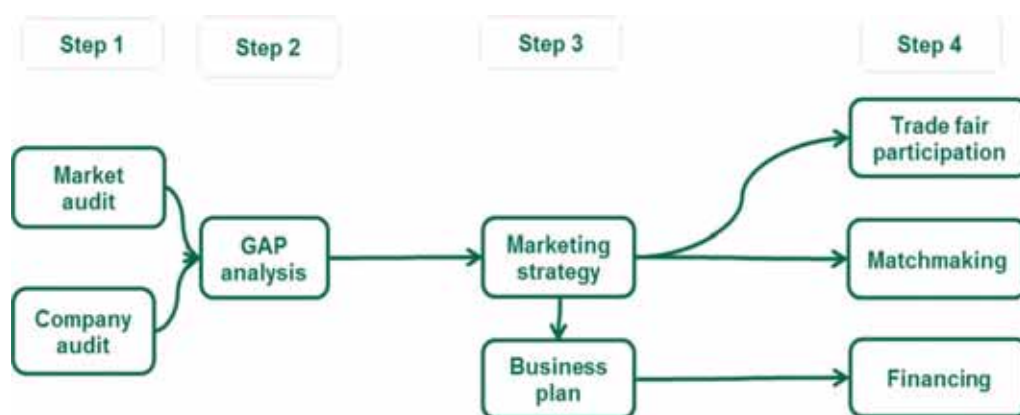 Step 1
Step 2
Step 3
Step 4
Market
audit
Company
audit
GAP
analysis
Marketing
strategy
Business
plan
Trade fair
participation
Matchmaking
Financing